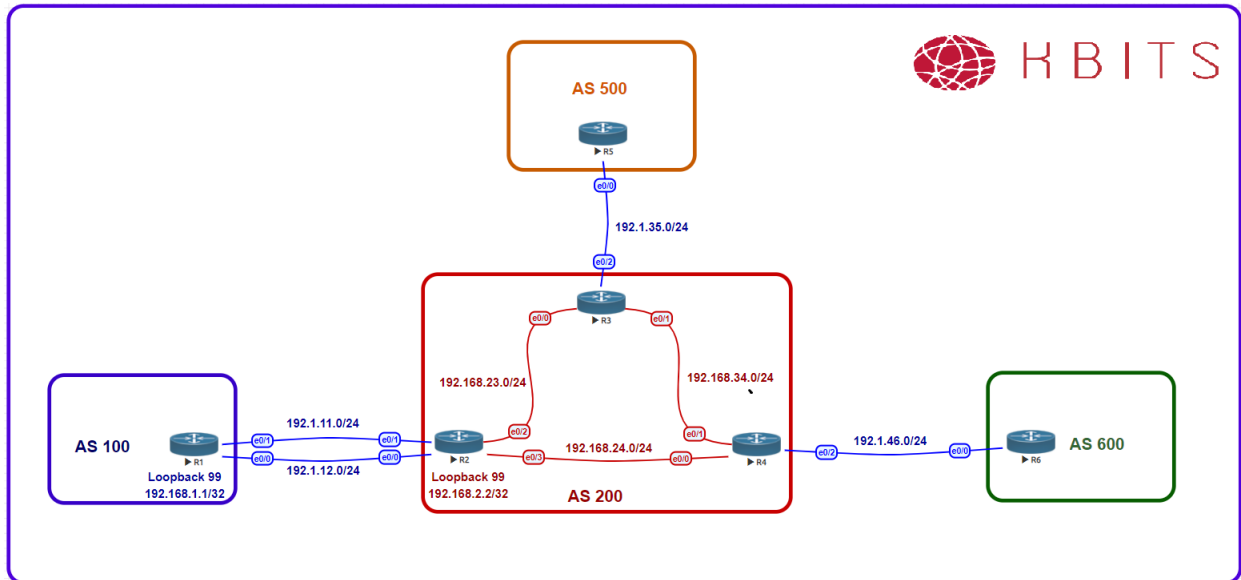 KBITS
AS 500
R5
e0/0
192.1.35.0/24
e0/2
R3
e0/0
e0/1
192.168.23.0/24
192.168.34.0/24
AS 100
R1
Loopback 99
192.168.1.1/32
e0/1
e0/0
192.1.11.0/24
192.1.12.0/24
e0/1
e0/0
R2
Loopback 99
192.168.2.2/32
e0/2
e0/3
192.168.24.0/24
AS 200
e0/1
e0/0
R4
e0/2
192.1.46.0/24
e0/0
R6
AS 600